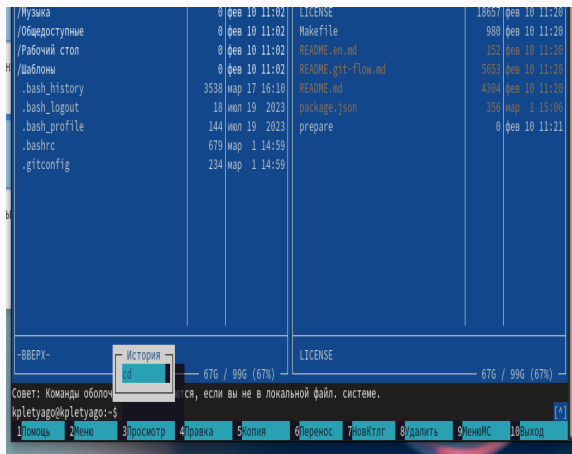 /Музыка 0 фев 10 11:02
/Общедоступные 0 фев 10 11:02
/Рабочий стол 0 фев 10 11:02
/Шаблоны 0 фев 10 11:02
.bash_history 3538 мар 17 16:10
.bash_logout 18 июл 19 2023
.bash_profile 144 июл 19 2023
.bashrc 679 мар 1 14:59
.gitconfig 234 мар 1 14:59
-ВВЕРХ-
67G / 99G (67%)
LICENSE 18657 фев 10 11:20
Makefile 980 фев 10 11:20
README.en.md 152 фев 10 11:20
README.git-flow.md 5653 фев 10 11:20
README.md 4304 фев 10 11:20
package.json 356 мар 1 15:06
prepare 0 фев 10 11:21
LICENSE
67G / 99G (67%)
История
cd
Совет: Команды оболоч тся, если вы не в локальной файл. системе.
kpletyago@kpletyago:~$ [^]
1Помощь 2Меню 3Просмотр 4Правка 5Копия 6Перенос 7НовКтлг 8Удалить 9МенюMC 10Выход